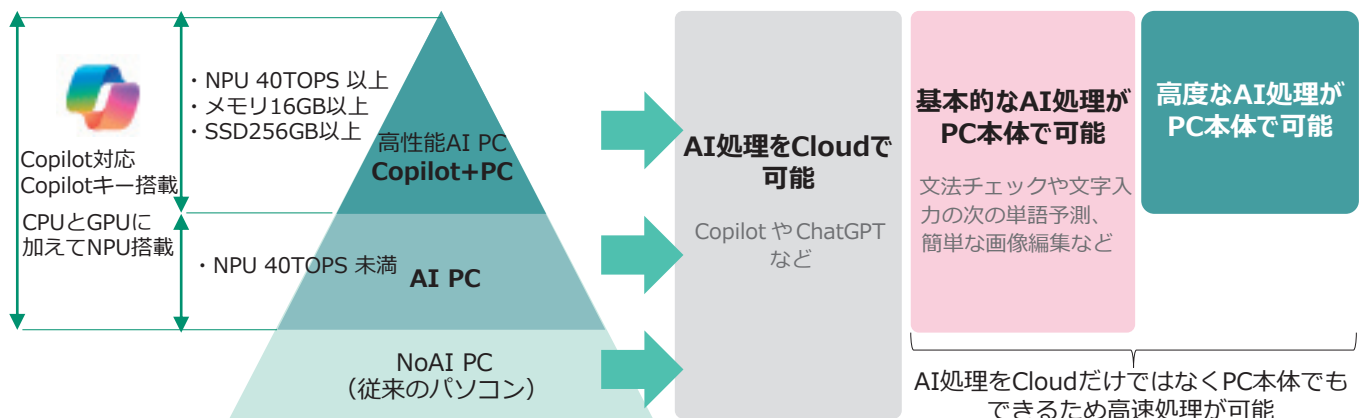 Copilot対応
Copilotキー搭載
CPUとGPUに
加えてNPU搭載
・NPU 40TOPS 以上
・メモリ16GB以上
・SSD256GB以上
・NPU 40TOPS 未満
高性能AI PC
Copilot+PC
AI PC
NoAI PC
（従来のパソコン）
AI処理をCloudで
可能
Copilot や ChatGPT
など
基本的なAI処理が
PC本体で可能
文法チェックや文字入
力の次の単語予測、
簡単な画像編集など
高度なAI処理が
PC本体で可能
AI処理をCloudだけではなくPC本体でも
できるため高速処理が可能